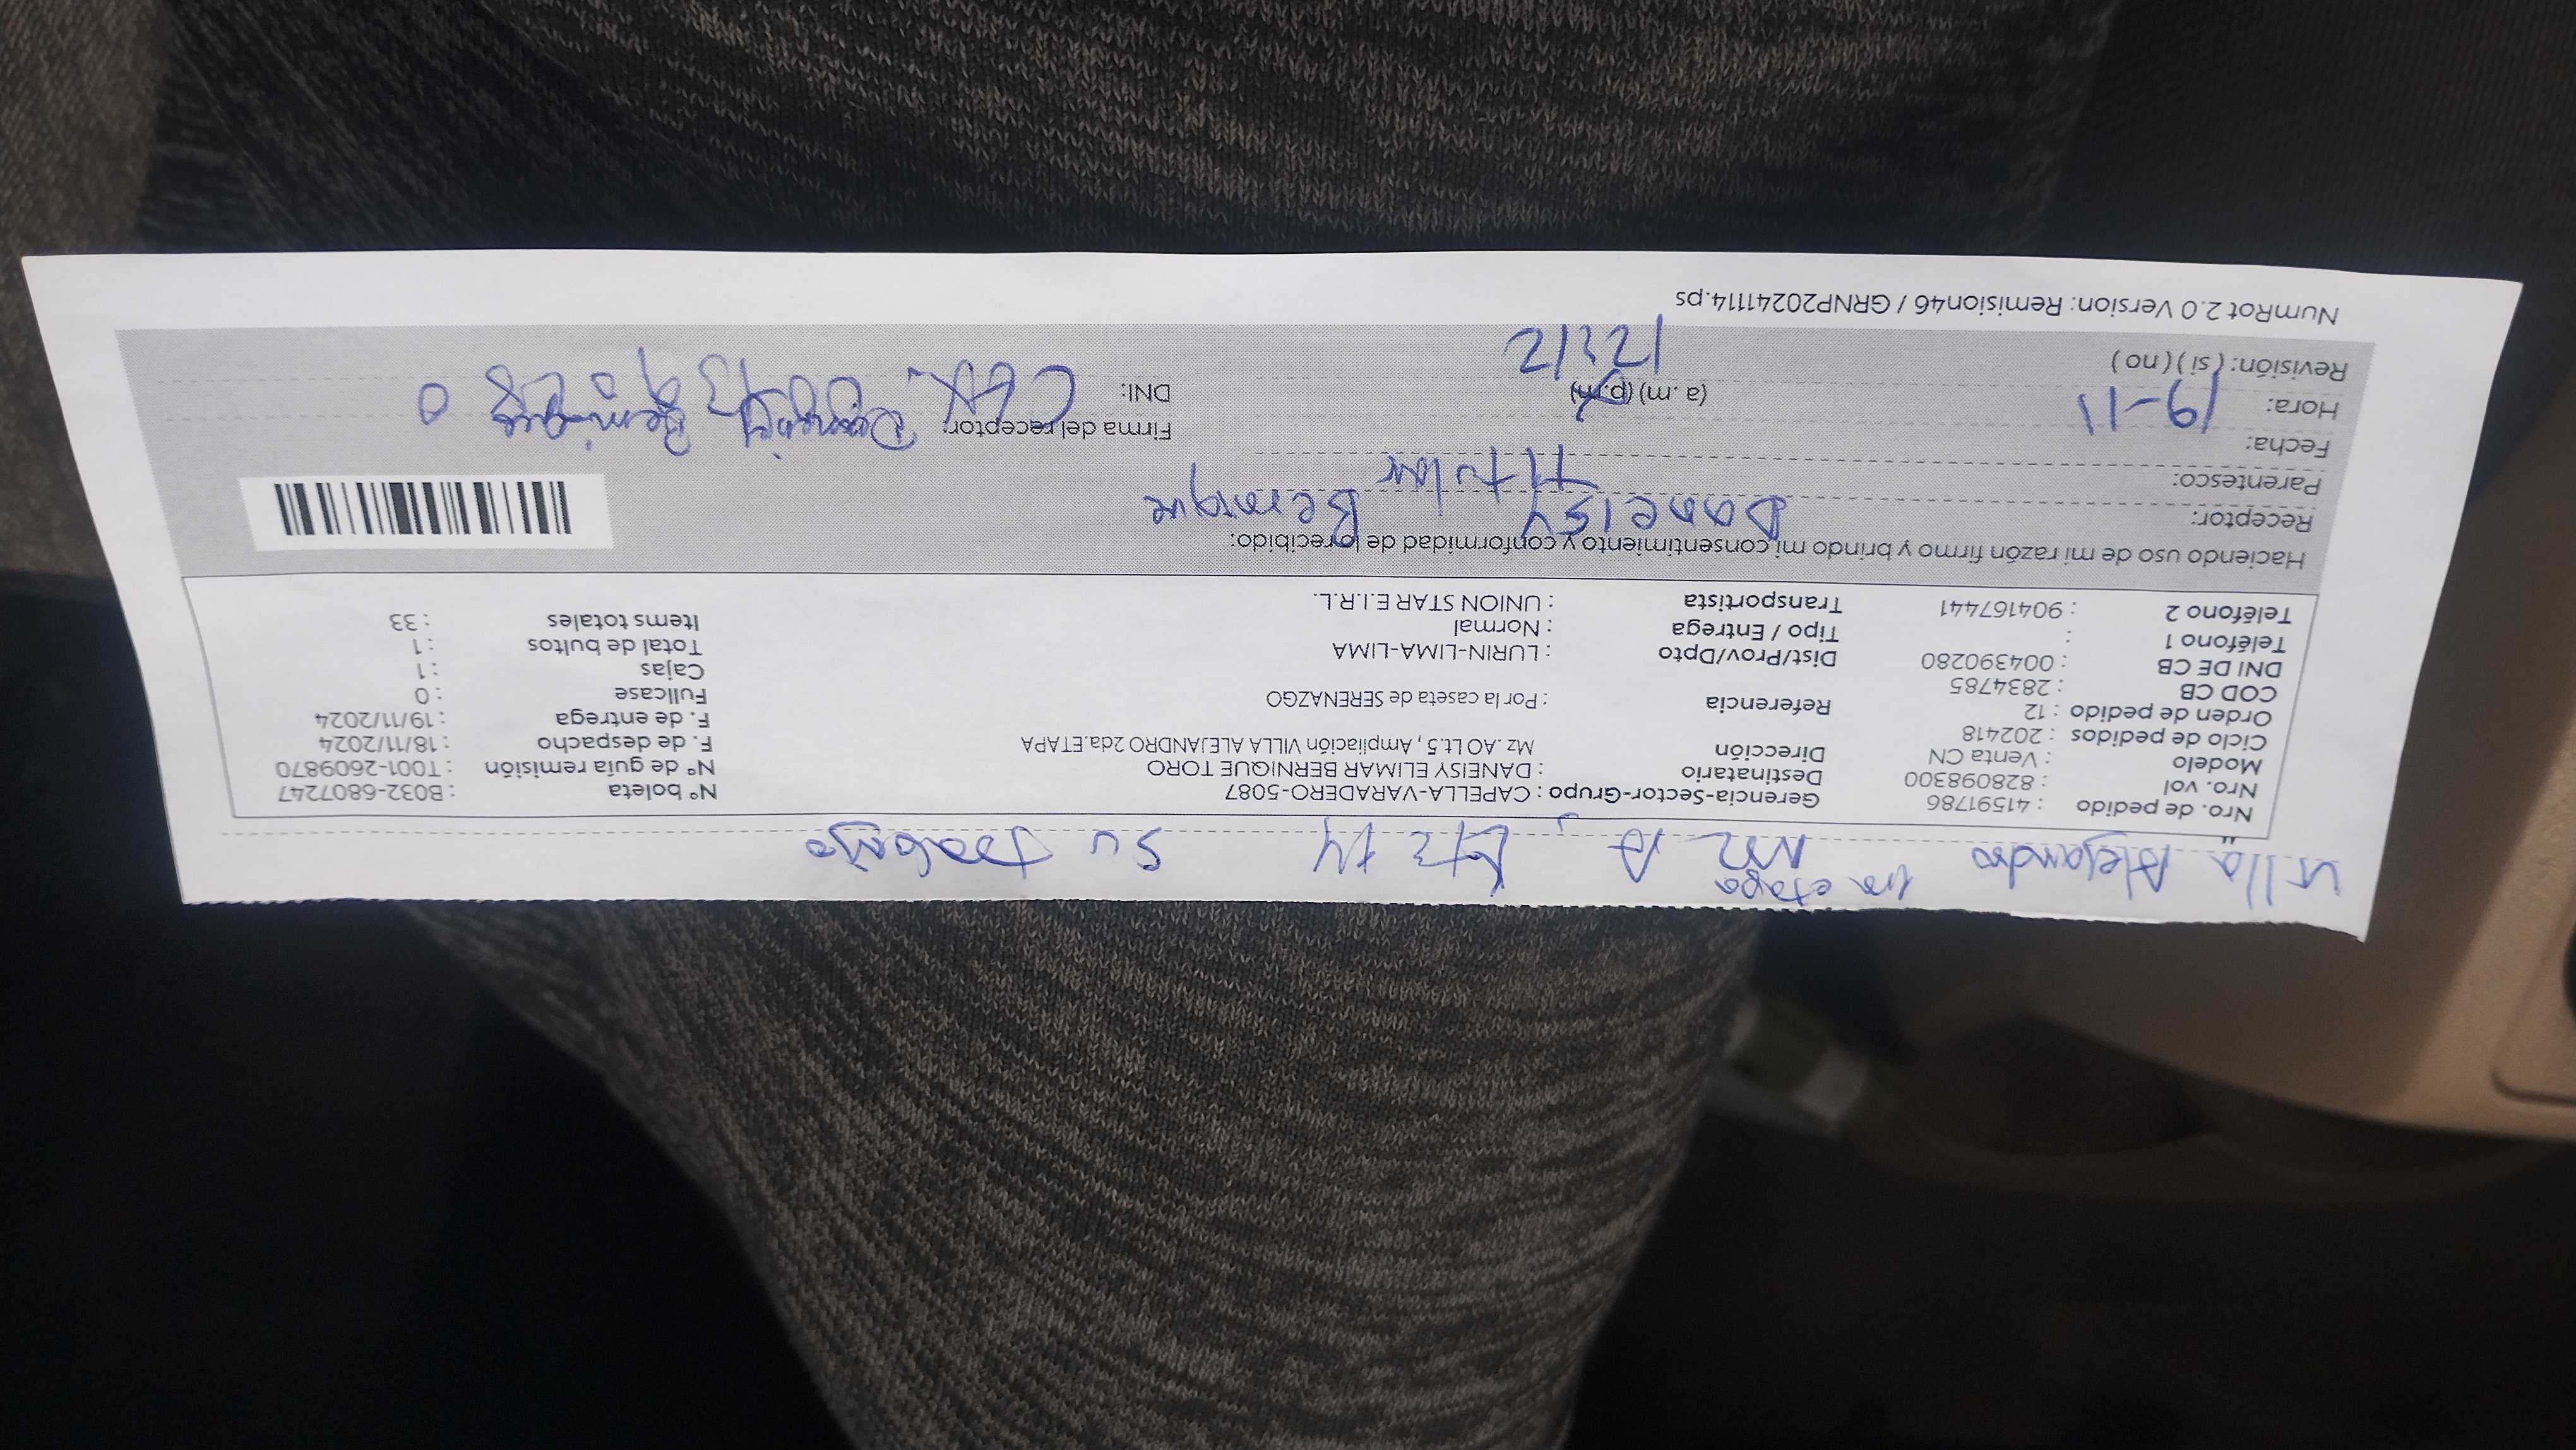 Villa Alejandro 1ra etapa Mz A Lt 14 su trabajo
Nro. de pedido : 41591786 Gerencia-Sector-Grupo : CAPELLA-VARADERO-5087 N° boleta : B032-6807247
Nro. vol : 828098300 Destinatario : DANEISY ELIMAR BERNIQUE TORO N° de guía remisión : T001-2609870
Modelo : Venta CN Dirección Mz. AO Lt.5 , Ampliación VILLA ALEJANDRO 2da.ETAPA F. de despacho : 18/11/2024
Ciclo de pedidos : 202418 F. de entrega : 19/11/2024
Orden de pedido : 12 Referencia : Por la caseta de SERENAZGO Fullcase : 0
COD CB : 2834785 Cajas : 1
DNI DE CB : 004390280 Dist/Prov/Dpto : LURIN-LIMA-LIMA Total de bultos : 1
Teléfono 1 : Tipo / Entrega : Normal Items totales : 33
Teléfono 2 : 904167441 Transportista : UNION STAR E.I.R.L.
Haciendo uso de mi razón firmo y brindo mi consentimiento y conformidad de lo recibido:
Receptor: Daneisy Bernique
Parentesco: Titular
Fecha: 19-11 Firma del receptor: Bernique
Hora: (a.m) (p.m) DNI:
Revisión: ( si ) ( no )
NumRot 2.0 Version: Remision46 / GRNP20241114.ps